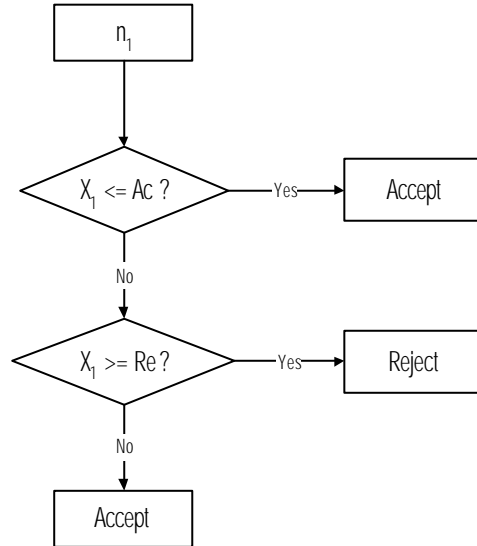 n₁
X₁ <= Ac ?
Yes
Accept
No
X₁ >= Re ?
Yes
Reject
No
Accept